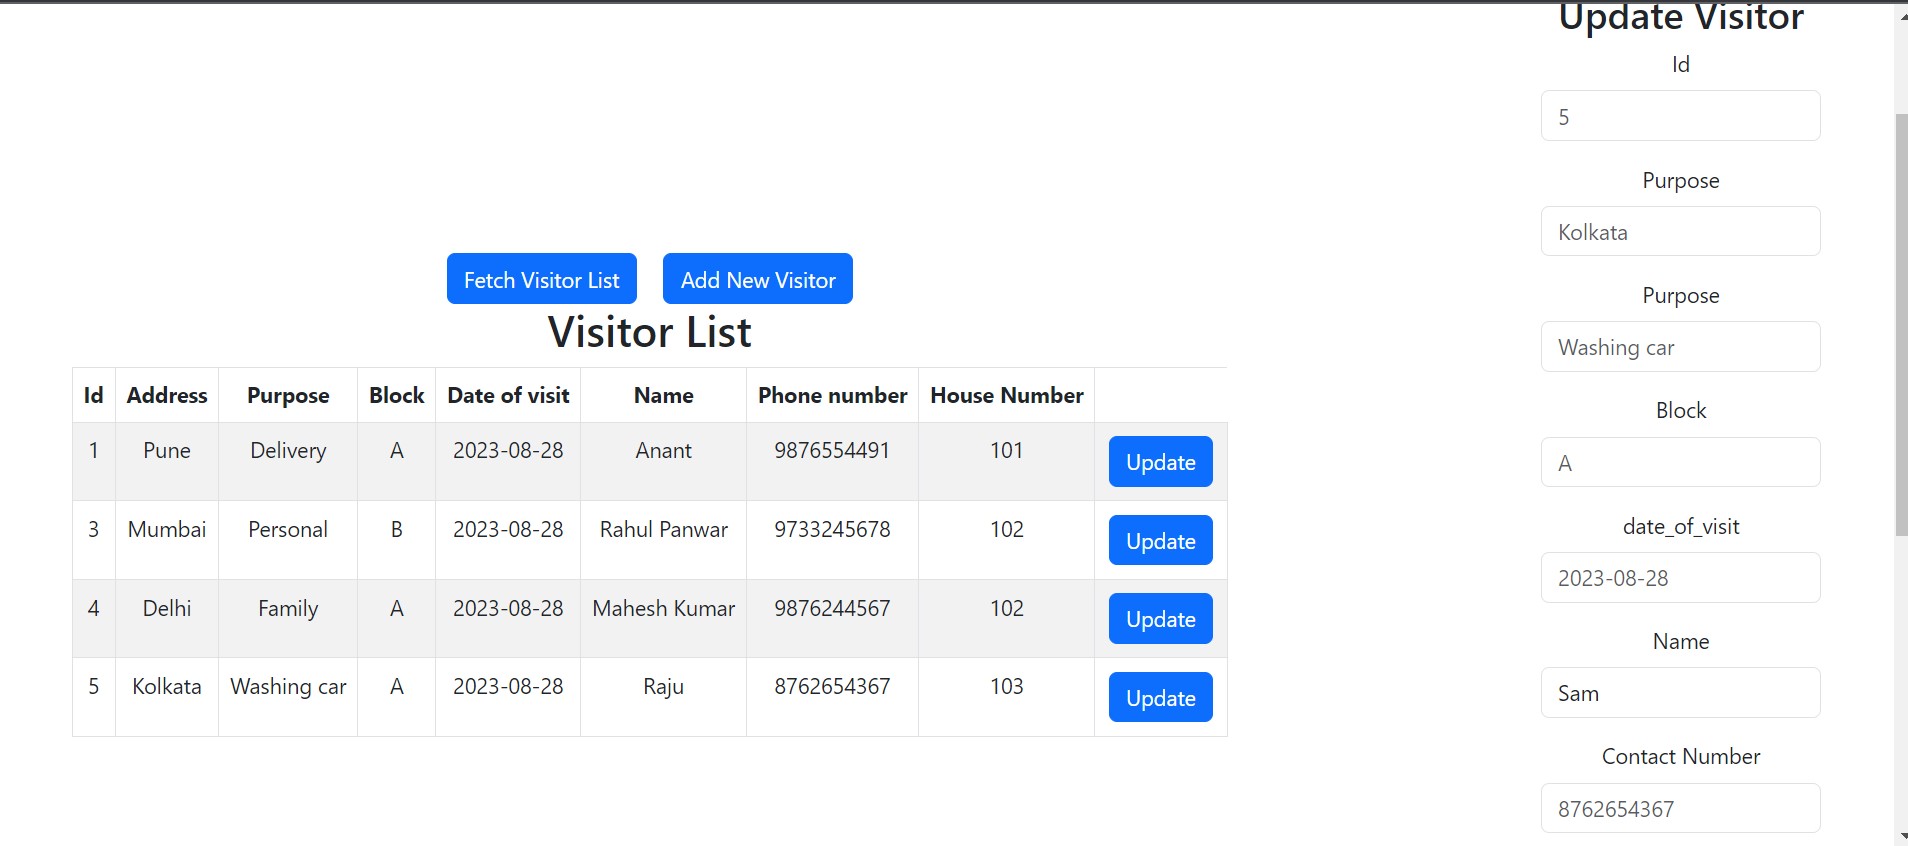 Fetch Visitor List Add New Visitor
Visitor List
Id Address Purpose Block Date of visit Name Phone number House Number
1 Pune Delivery A 2023-08-28 Anant 9876554491 101 Update
3 Mumbai Personal B 2023-08-28 Rahul Panwar 9733245678 102 Update
4 Delhi Family A 2023-08-28 Mahesh Kumar 9876244567 102 Update
5 Kolkata Washing car A 2023-08-28 Raju 8762654367 103 Update
Update Visitor
Id
5
Purpose
Kolkata
Purpose
Washing car
Block
A
date_of_visit
2023-08-28
Name
Sam
Contact Number
8762654367